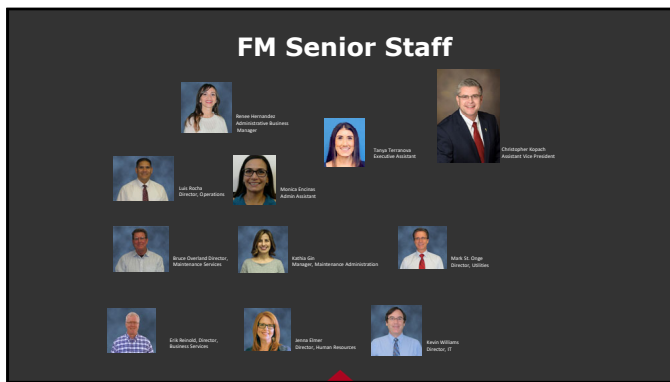 FM Senior Staff
Renee Hernandez
Administrative Business
Manager
Tanya Terranova
Executive Assistant
Christopher Kopach
Assistant Vice President
Luis Rocha
Director, Operations
Monica Encinas
Admin Assistant
Bruce Overland Director,
Maintenance Services
Kathia Gin
Manager, Maintenance Administration
Mark St. Onge
Director, Utilities
Erik Reinold, Director,
Business Services
Jenna Elmer
Director, Human Resources
Kevin Williams
Director, IT